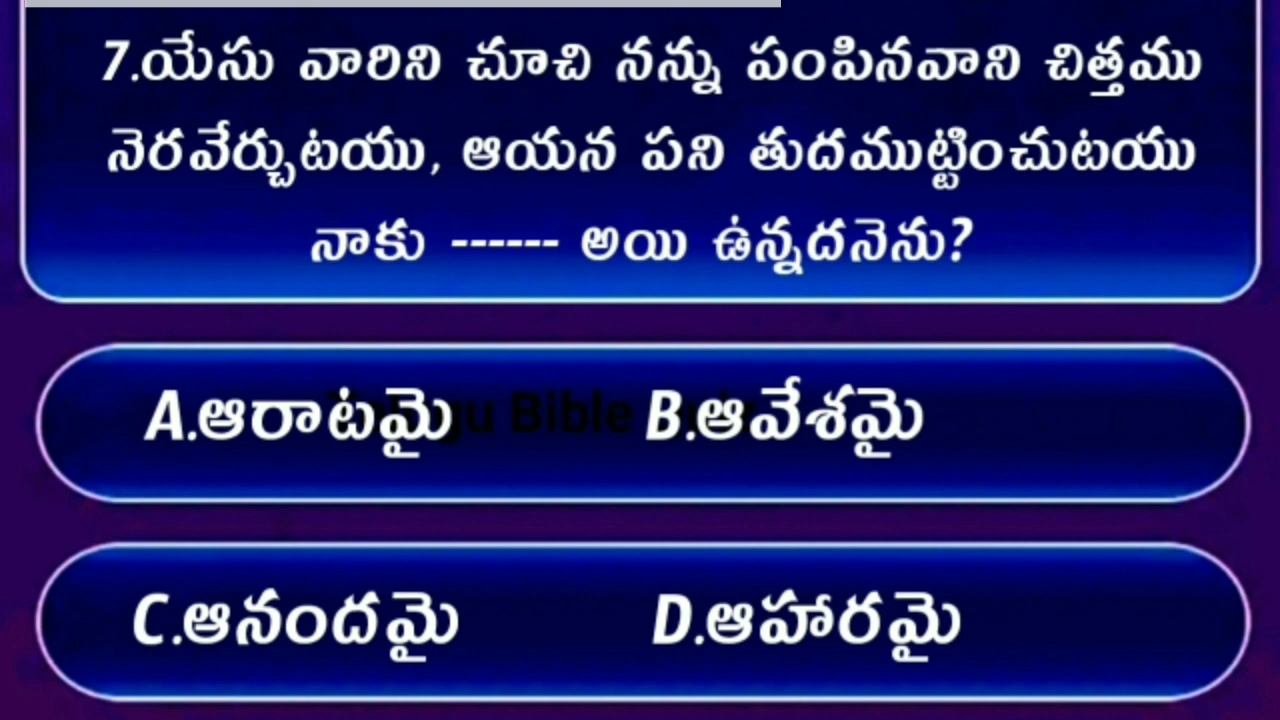 7.యేసు వారిని చూచి నన్ను పంపినవాని చిత్తము
నెరవేర్చుటయు, ఆయన పని తుదముట్టించుటయు
నాకు ------ అయి ఉన్నదనెను?
A.ఆరాటమై B.ఆవేశమై
C.ఆనందమై D.ఆహారమై